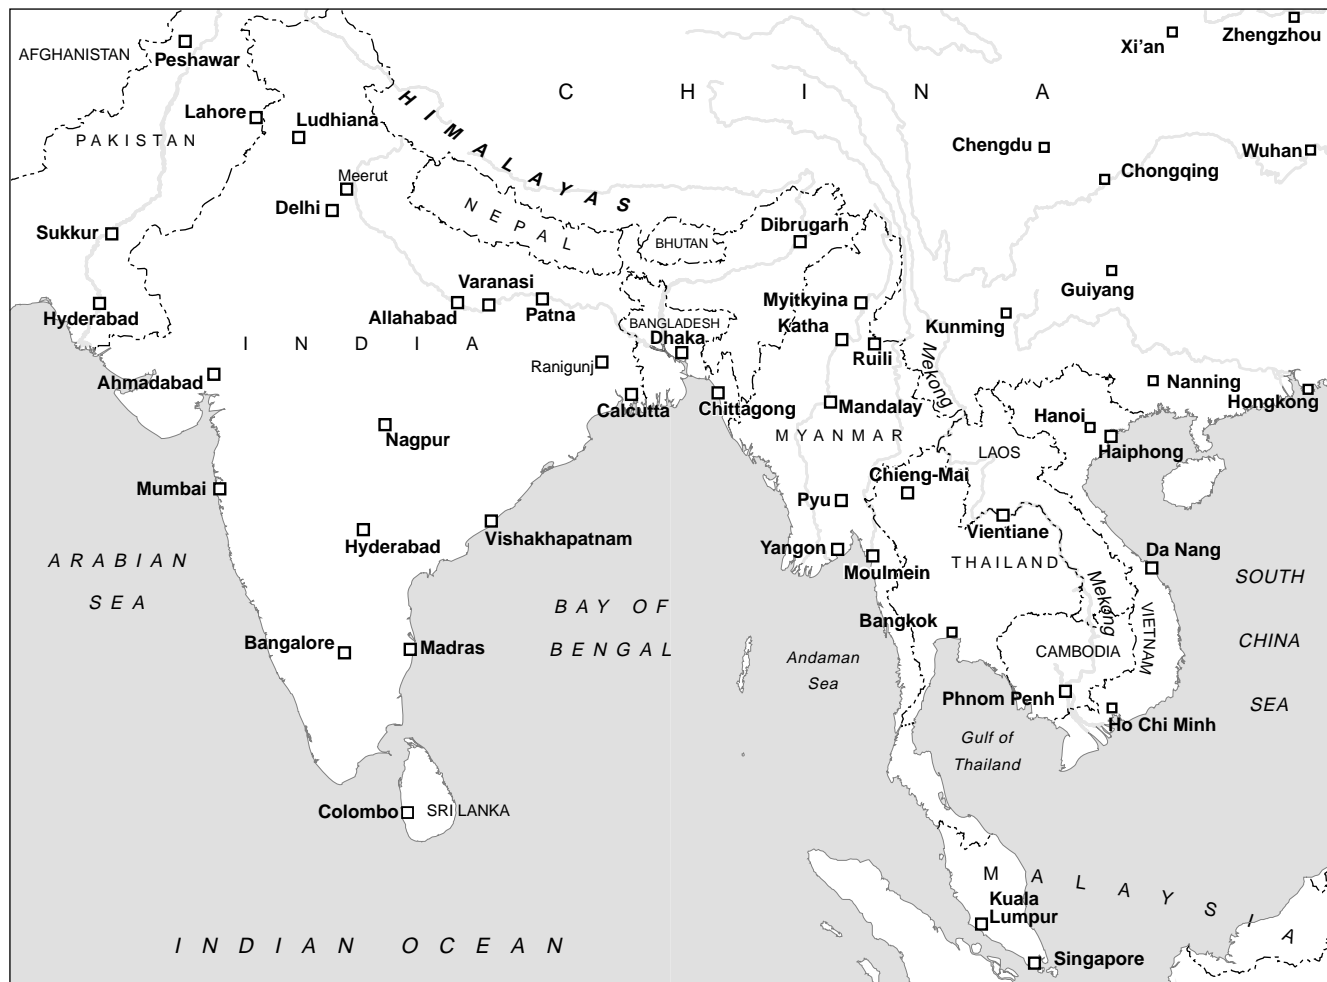 Zhengzhou
Xi'an
AFGHANISTAN
Peshawar
C H I N A
HIMALAYAS
Lahore
Ludhiana
PAKISTAN
Chengdu
Wuhan
Chongqing
Meerut
Delhi
NEPAL
Sukkur
Dibrugarh
BHUTAN
Guiyang
Varanasi
Hyderabad
Allahabad
Patna
Myitkyina
Katha
Kunming
BANGLADESH
Dhaka
INDIA
Ruili
Mekong
Ranigunj
Ahmadabad
Nanning
Hongkong
Calcutta
Chittagong
Mandalay
Hanoi
Nagpur
MYANMAR
Haiphong
LAOS
Chieng-Mai
Mumbai
Pyu
Vientiane
Hyderabad
Vishakhapatnam
Yangon
Moulmein
THAILAND
Da Nang
ARABIAN
SEA
BAY OF
BENGAL
Mekong
VIETNAM
SOUTH
CHINA
SEA
Bangkok
Bangalore
Madras
Andaman
Sea
CAMBODIA
Phnom Penh
Ho Chi Minh
Gulf of
Thailand
Colombo
SRI LANKA
MALAYSIA
Kuala
Lumpur
INDIAN OCEAN
Singapore